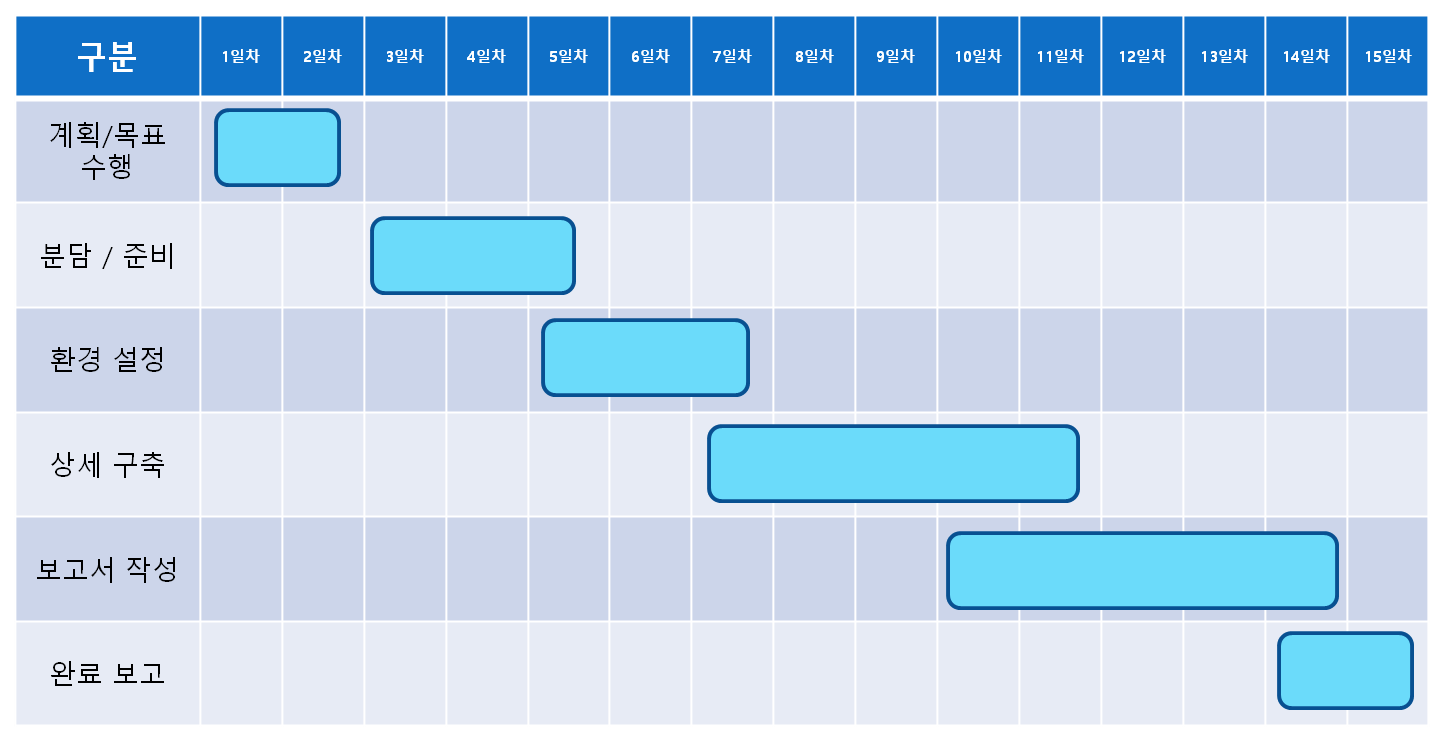 구분 1일차 2일차 3일차 4일차 5일차 6일차 7일차 8일차 9일차 10일차 11일차 12일차 13일차 14일차 15일차
계획/목표
수행
분담 / 준비
환경 설정
상세 구축
보고서 작성
완료 보고